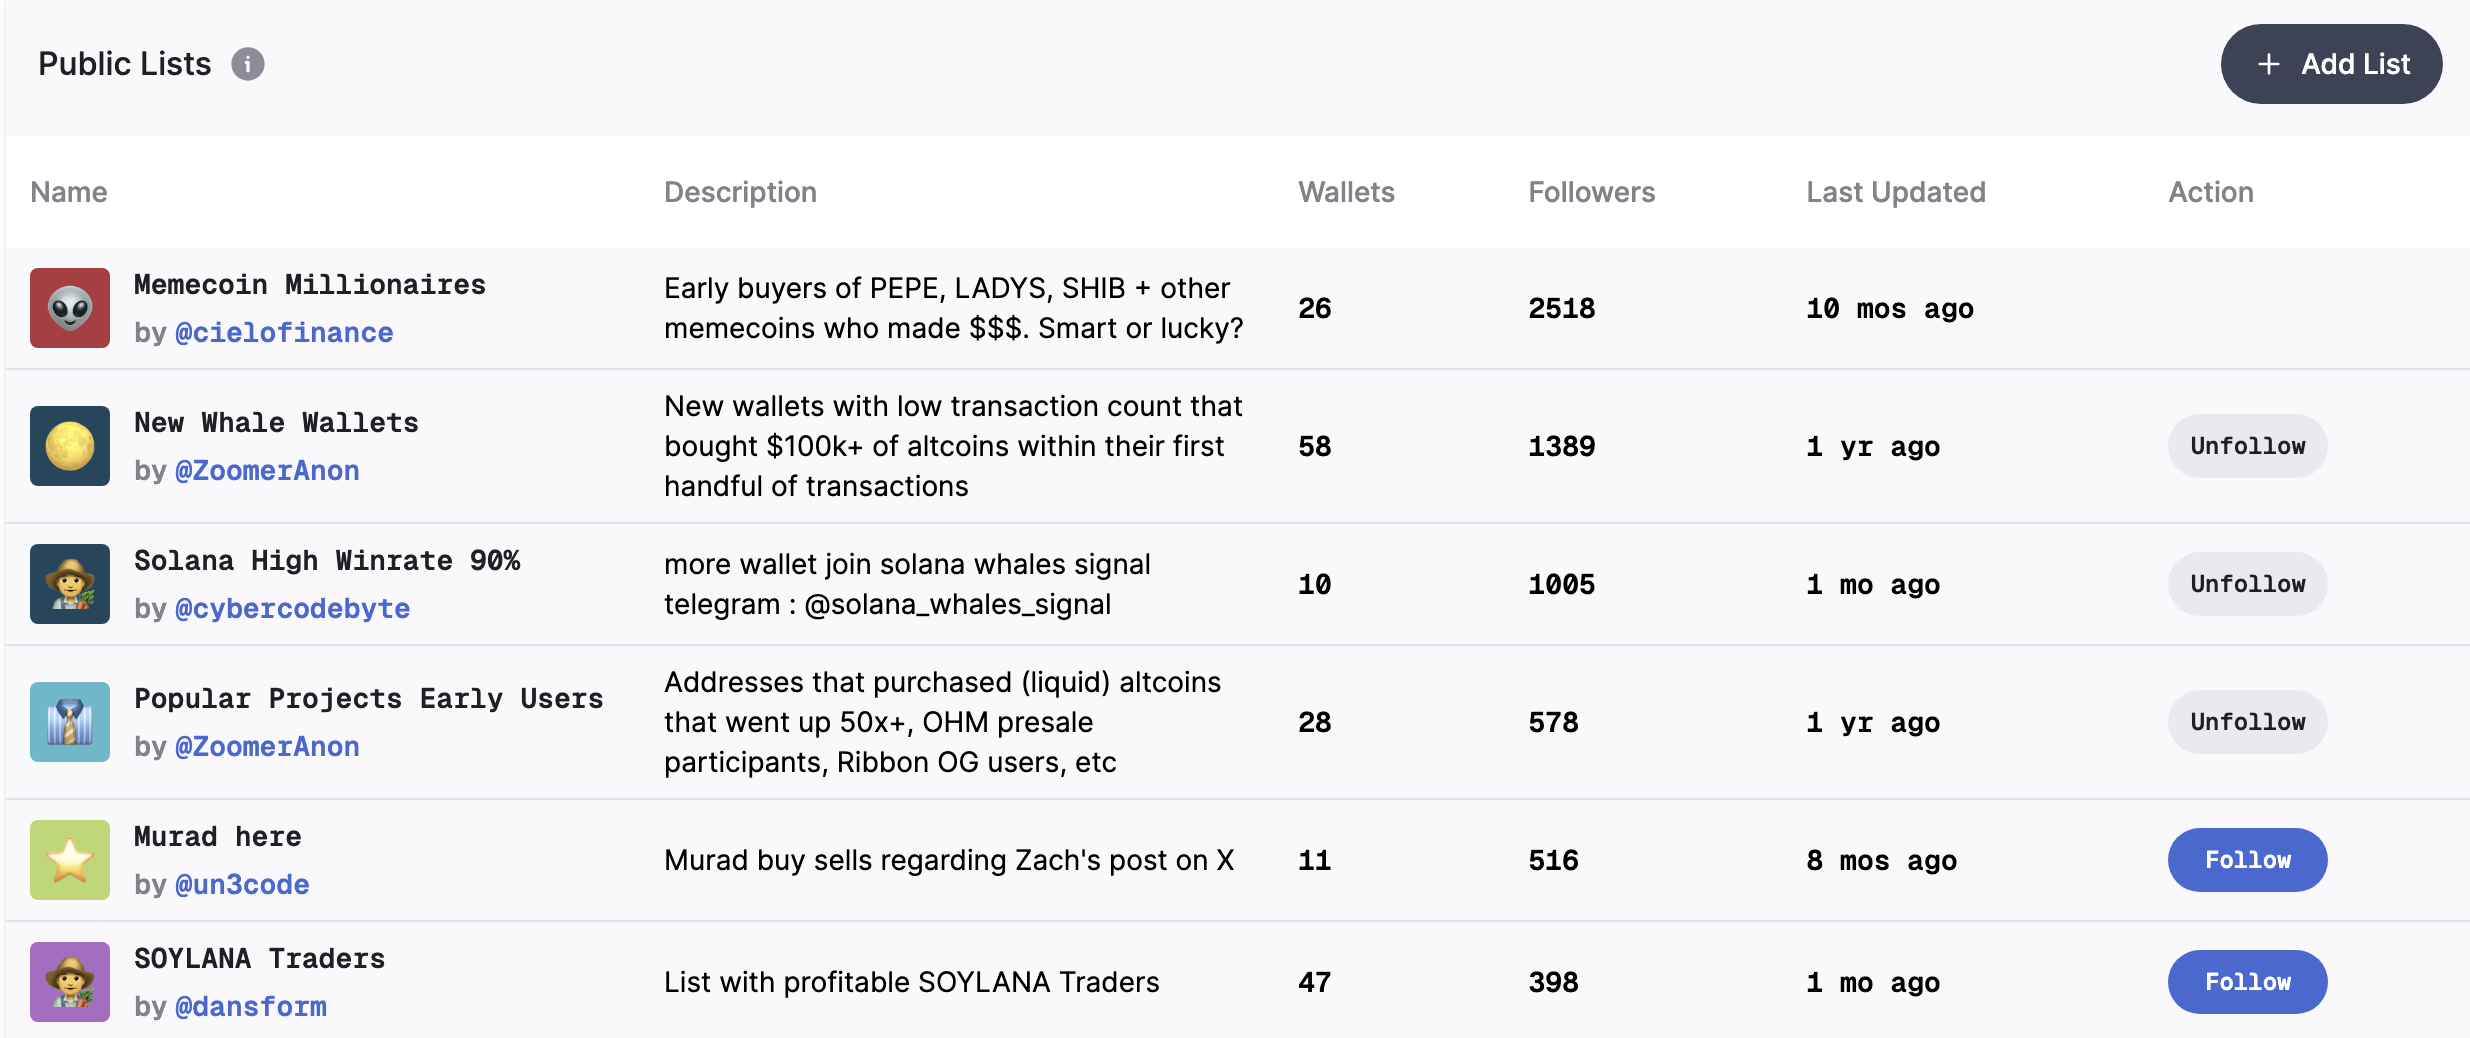 Public Lists
+ Add List
Name Description Wallets Followers Last Updated Action
Memecoin Millionaires
by @cielofinance
Early buyers of PEPE, LADYS, SHIB + other
memecoins who made $$$. Smart or lucky?
26 2518 10 mos ago
New Whale Wallets
by @ZoomerAnon
New wallets with low transaction count that
bought $100k+ of altcoins within their first
handful of transactions
58 1389 1 yr ago Unfollow
Solana High Winrate 90%
by @cybercodebyte
more wallet join solana whales signal
telegram : @solana_whales_signal
10 1005 1 mo ago Unfollow
Popular Projects Early Users
by @ZoomerAnon
Addresses that purchased (liquid) altcoins
that went up 50x+, OHM presale
participants, Ribbon OG users, etc
28 578 1 yr ago Unfollow
Murad here
by @un3code
Murad buy sells regarding Zach's post on X
11 516 8 mos ago Follow
SOYLANA Traders
by @dansform
List with profitable SOYLANA Traders
47 398 1 mo ago Follow